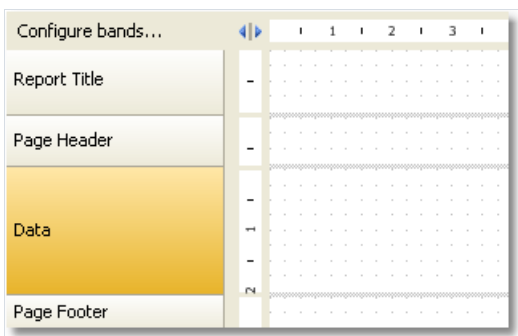 Configure bands... 1 2 3
Report Title
Page Header
Data
1
2
Page Footer